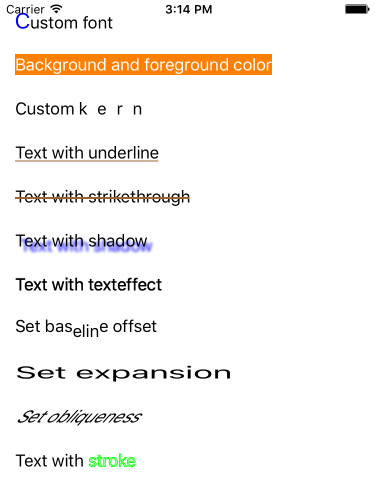 Carrier 3:14 PM
Custom font
Background and foreground color
Custom k e r n
Text with underline
Text with strikethrough
Text with shadow
Text with texteffect
Set baseline offset
Set expansion
Set obliqueness
Text with stroke